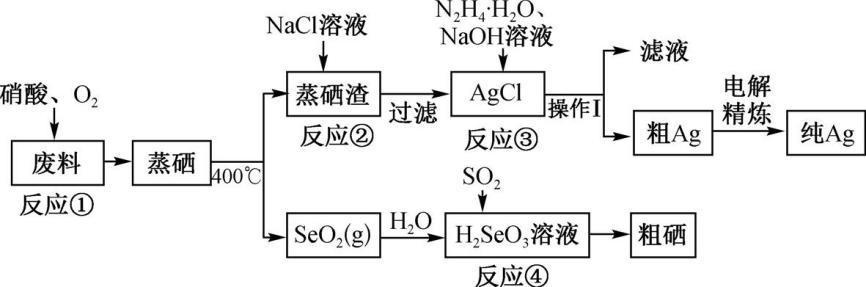 N₂H₄·H₂O、
NaCl溶液 NaOH溶液
硝酸、O₂
蒸硒渣 过滤 AgCl 操作Ⅰ 滤液
反应② 反应③
粗Ag 电解精炼 纯Ag
废料 蒸硒 400℃
反应①
SO₂
SeO₂(g) H₂O H₂SeO₃溶液 粗硒
反应④